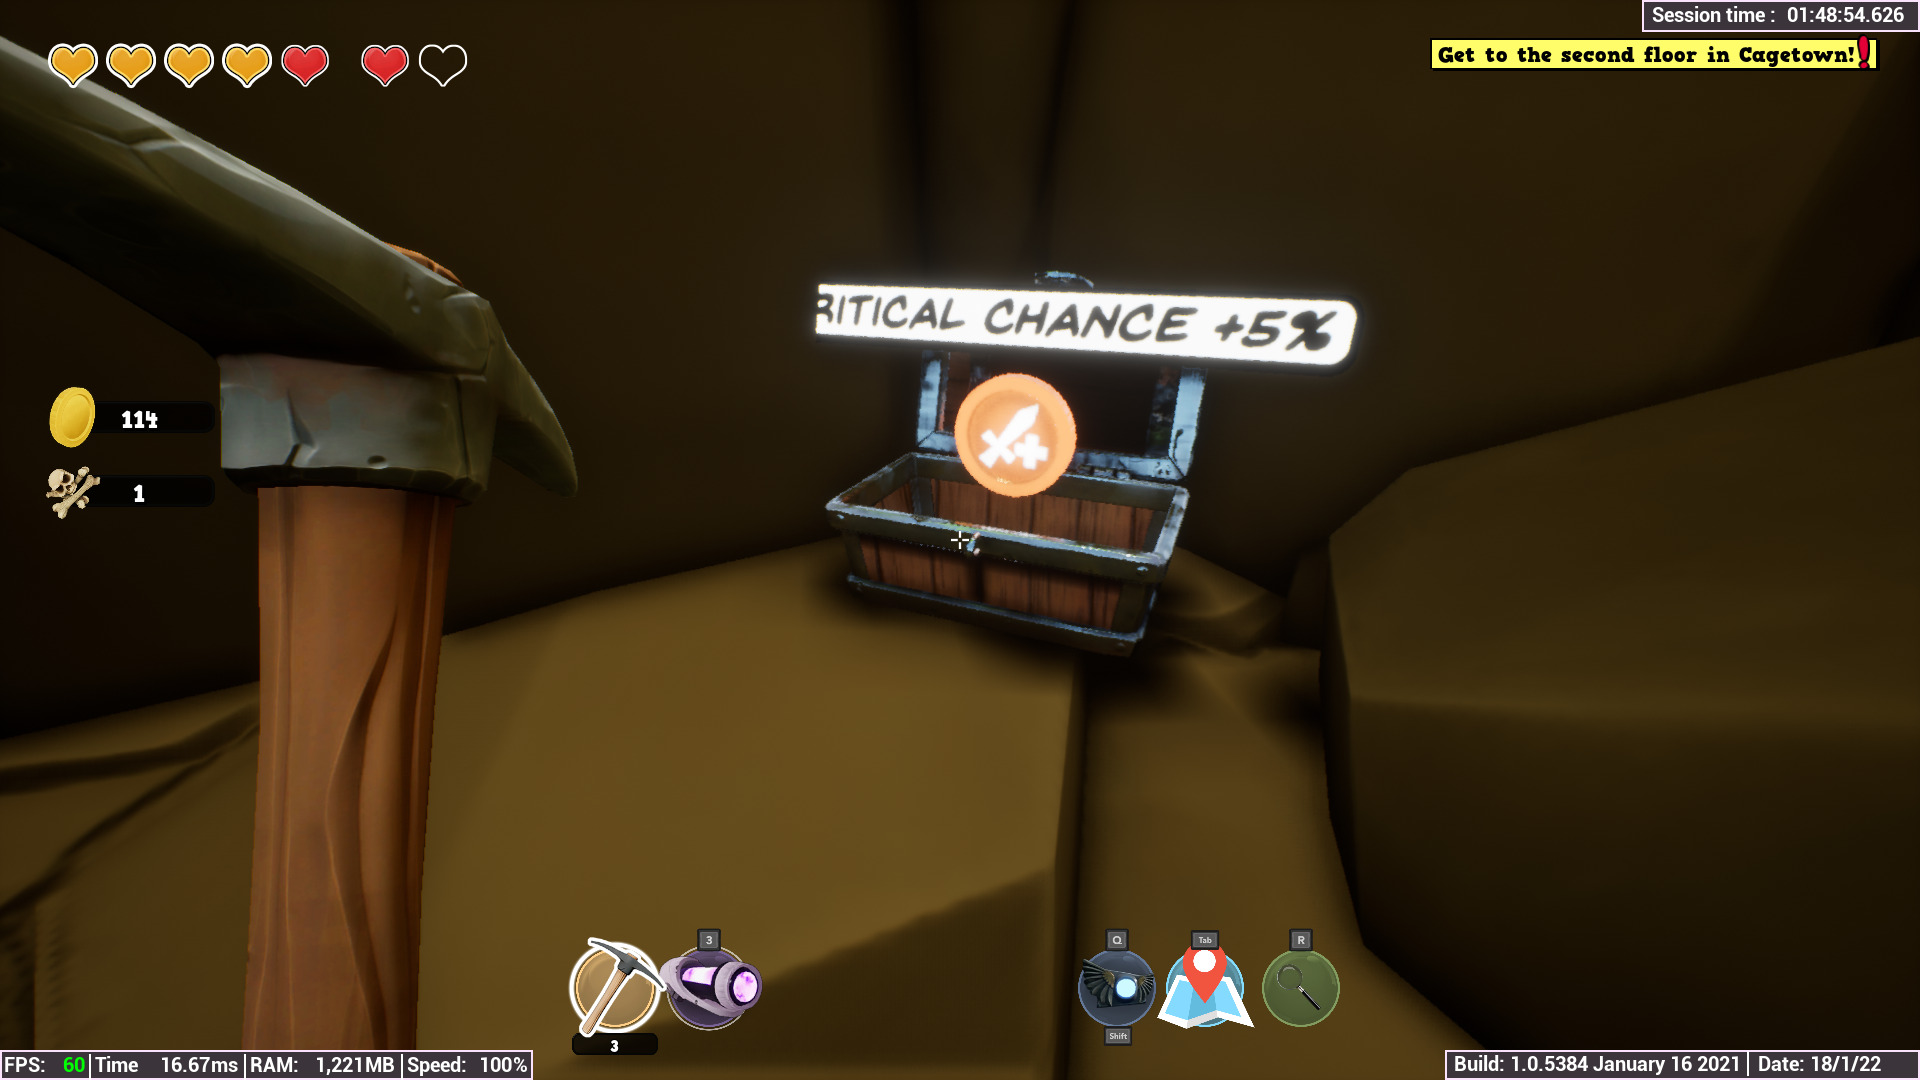 Session time : 01:48:54.626
Get to the second floor in Cagetown!
RITICAL CHANCE +5%
114
1
3
3
Q
Shift
Tab
R
FPS: 60 Time 16.67ms RAM: 1,221MB Speed: 100%
Build: 1.0.5384 January 16 2021 Date: 18/1/22